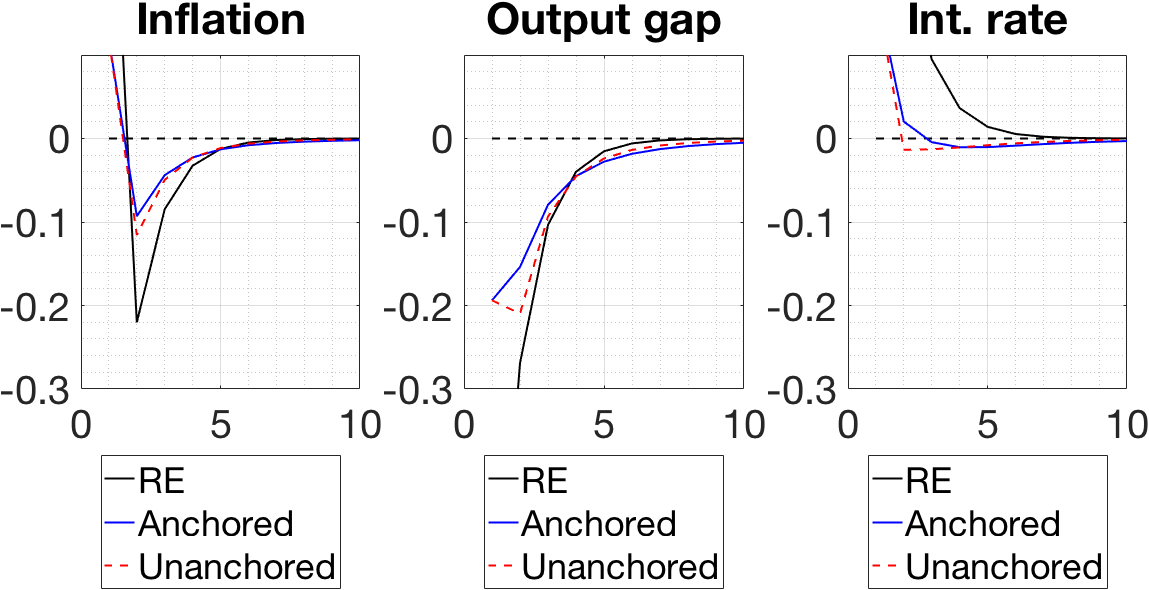 Inflation
0
-0.1
-0.2
-0.3
0 5 10
RE
Anchored
Unanchored
Output gap
0
-0.1
-0.2
-0.3
0 5 10
RE
Anchored
Unanchored
Int. rate
0
-0.1
-0.2
-0.3
0 5 10
RE
Anchored
Unanchored